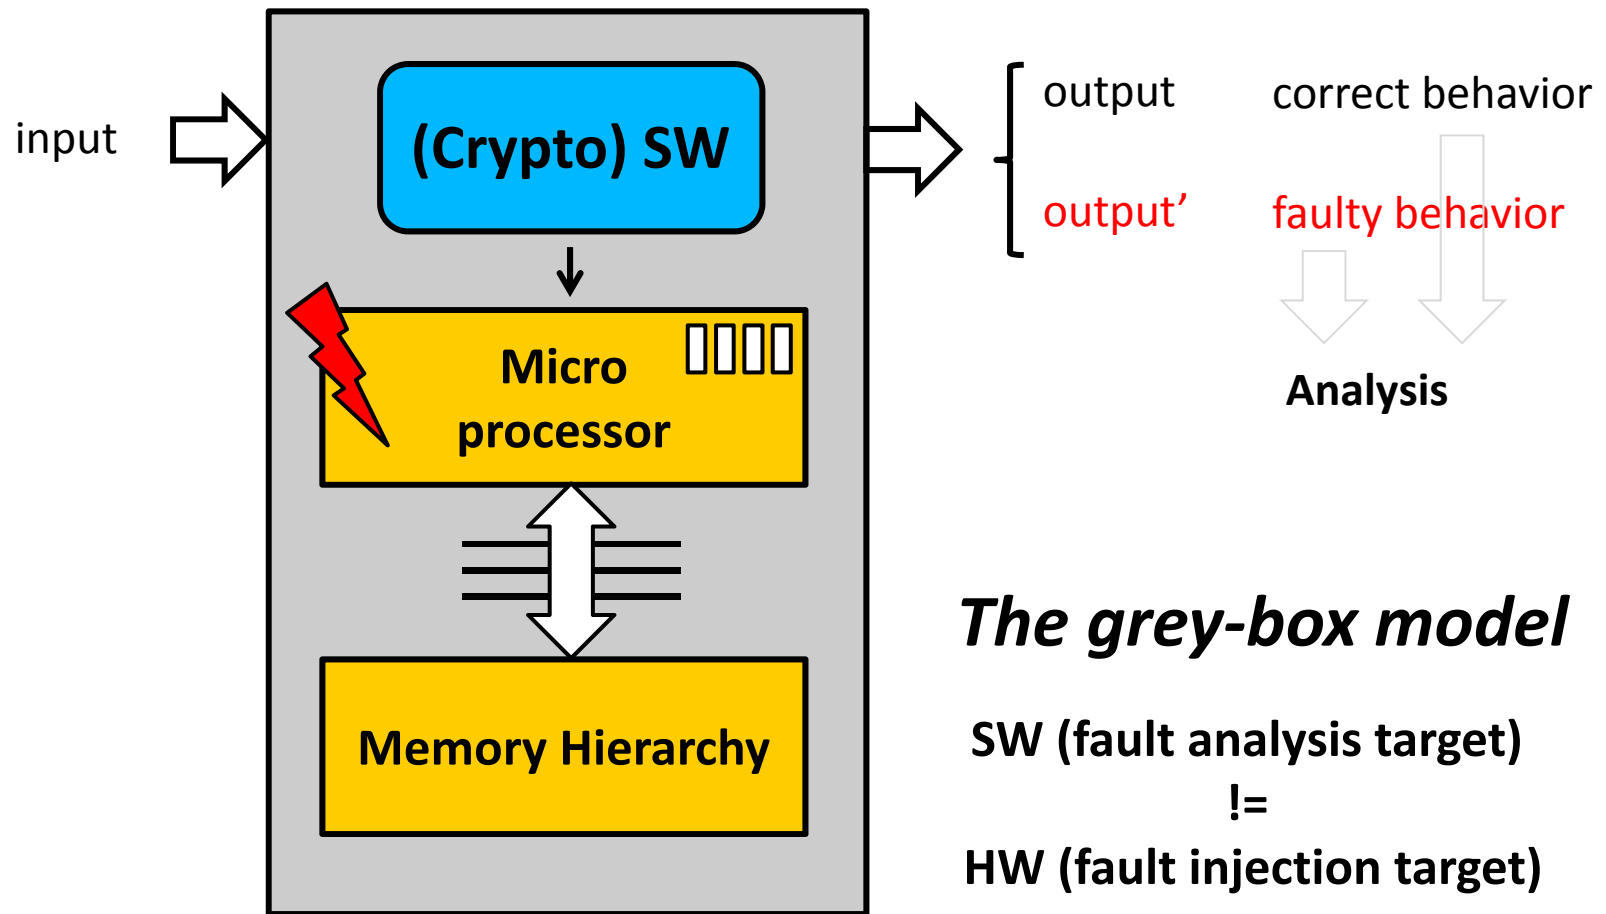 input
(Crypto) SW
output
correct behavior
output’
faulty behavior
Micro
processor
Analysis
Memory Hierarchy
The grey-box model
SW (fault analysis target)
!=
HW (fault injection target)